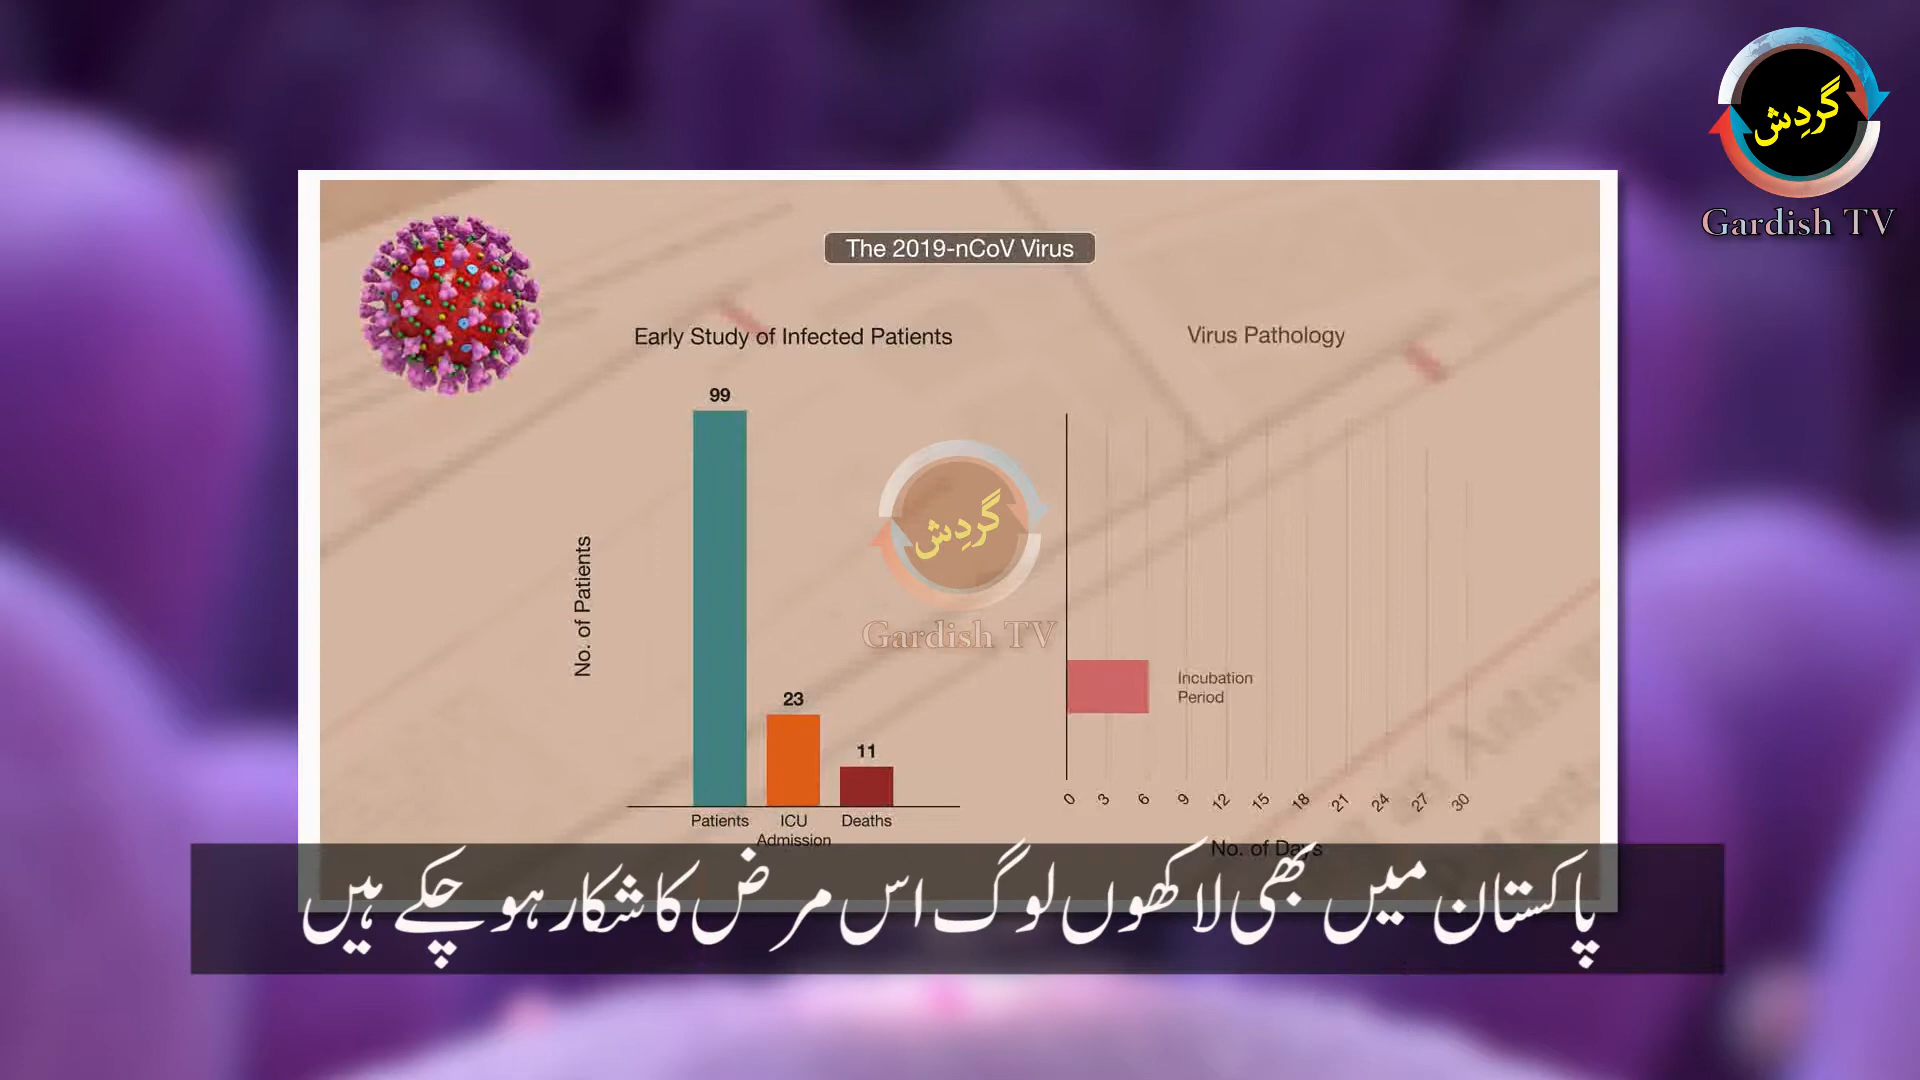 گردِش
Gardish TV
The 2019-nCoV Virus
Early Study of Infected Patients
Virus Pathology
99
23
11
No. of Patients
Patients
ICU
Admission
Deaths
گردِش
Gardish TV
Incubation
Period
0 3 6 9 12 15 18 21 24 27 30
No. of Days
پاکستان میں بھی لاکھوں لوگ اس مرض کا شکار ہو چکے ہیں